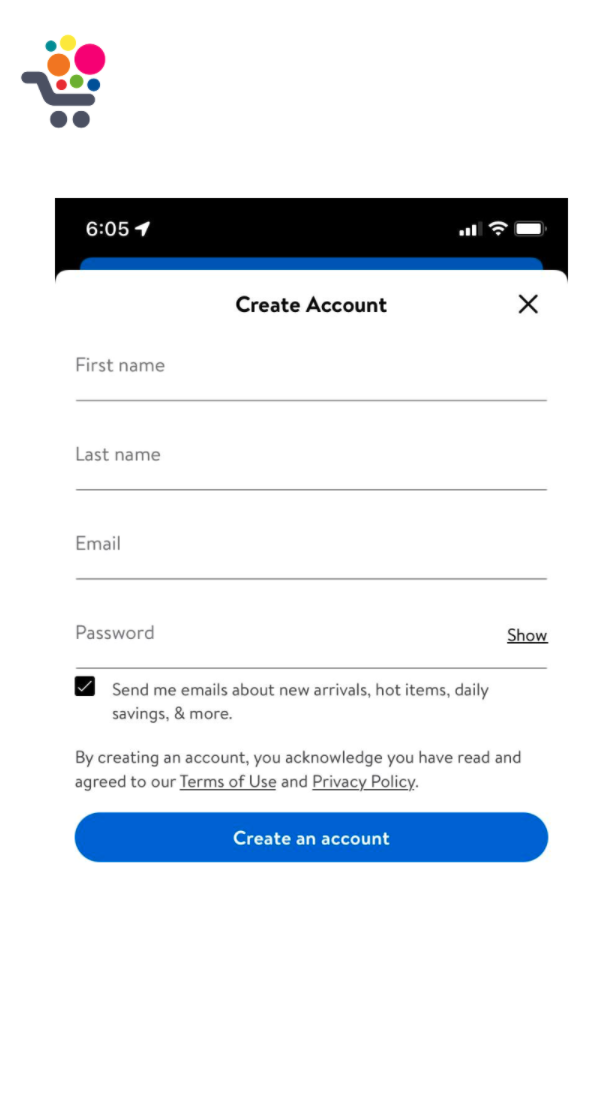 6:05
Create Account
First name
Last name
Email
Password
Show
Send me emails about new arrivals, hot items, daily
savings, & more.
By creating an account, you acknowledge you have read and
agreed to our Terms of Use and Privacy Policy.
Create an account